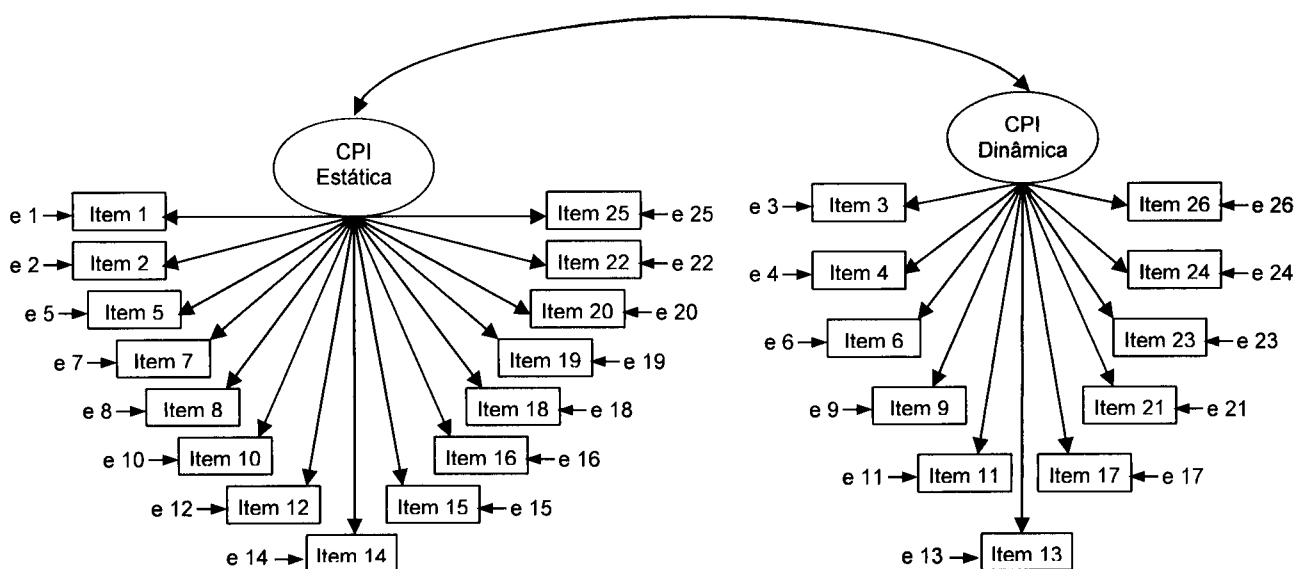 CPI
Estática
CPI
Dinâmica
e 1 Item 1
Item 25 e 25
e 2 Item 2
Item 22 e 22
e 5 Item 5
Item 20 e 20
e 7 Item 7
Item 19 e 19
e 8 Item 8
Item 18 e 18
e 10 Item 10
Item 16 e 16
e 12 Item 12
Item 15 e 15
e 14 Item 14
e 3 Item 3
Item 26 e 26
e 4 Item 4
Item 24 e 24
e 6 Item 6
Item 23 e 23
e 9 Item 9
Item 21 e 21
e 11 Item 11
Item 17 e 17
e 13 Item 13